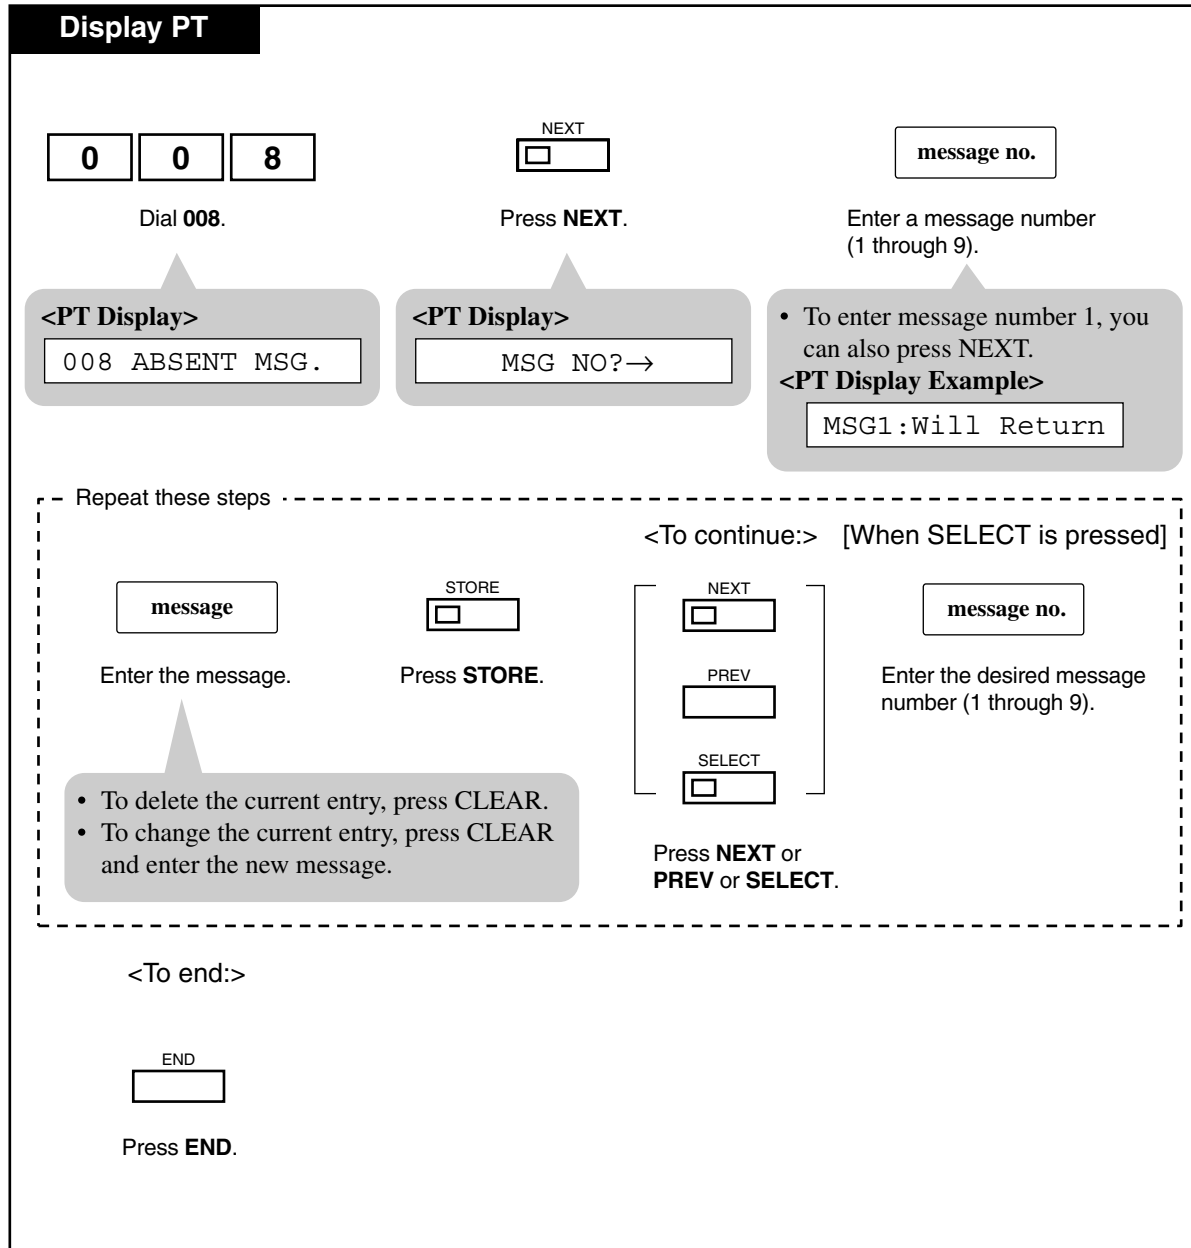 Display PT
0 0 8
Dial 008.
<PT Display>
008 ABSENT MSG.
NEXT
Press NEXT.
<PT Display>
MSG NO?→
message no.
Enter a message number
(1 through 9).
• To enter message number 1, you
can also press NEXT.
<PT Display Example>
MSG1:Will Return
Repeat these steps
message
Enter the message.
• To delete the current entry, press CLEAR.
• To change the current entry, press CLEAR
and enter the new message.
STORE
Press STORE.
<To continue:>
NEXT
PREV
SELECT
Press NEXT or
PREV or SELECT.
[When SELECT is pressed]
message no.
Enter the desired message
number (1 through 9).
<To end:>
END
Press END.